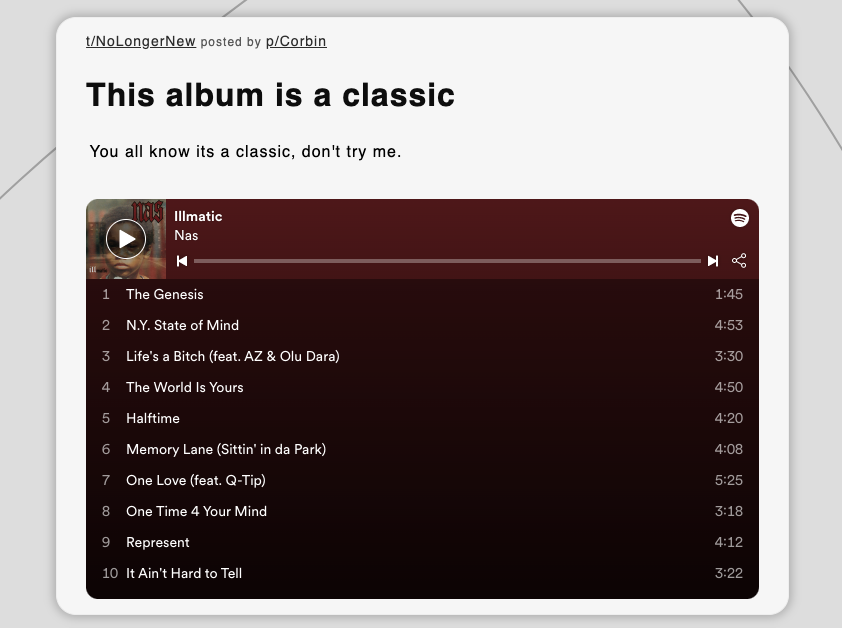 t/NoLongerNew posted by p/Corbin
This album is a classic
You all know its a classic, don't try me.
nas
ill
Illmatic
Nas
1 The Genesis 1:45
2 N.Y. State of Mind 4:53
3 Life's a Bitch (feat. AZ & Olu Dara) 3:30
4 The World Is Yours 4:50
5 Halftime 4:20
6 Memory Lane (Sittin' in da Park) 4:08
7 One Love (feat. Q-Tip) 5:25
8 One Time 4 Your Mind 3:18
9 Represent 4:12
10 It Ain't Hard to Tell 3:22